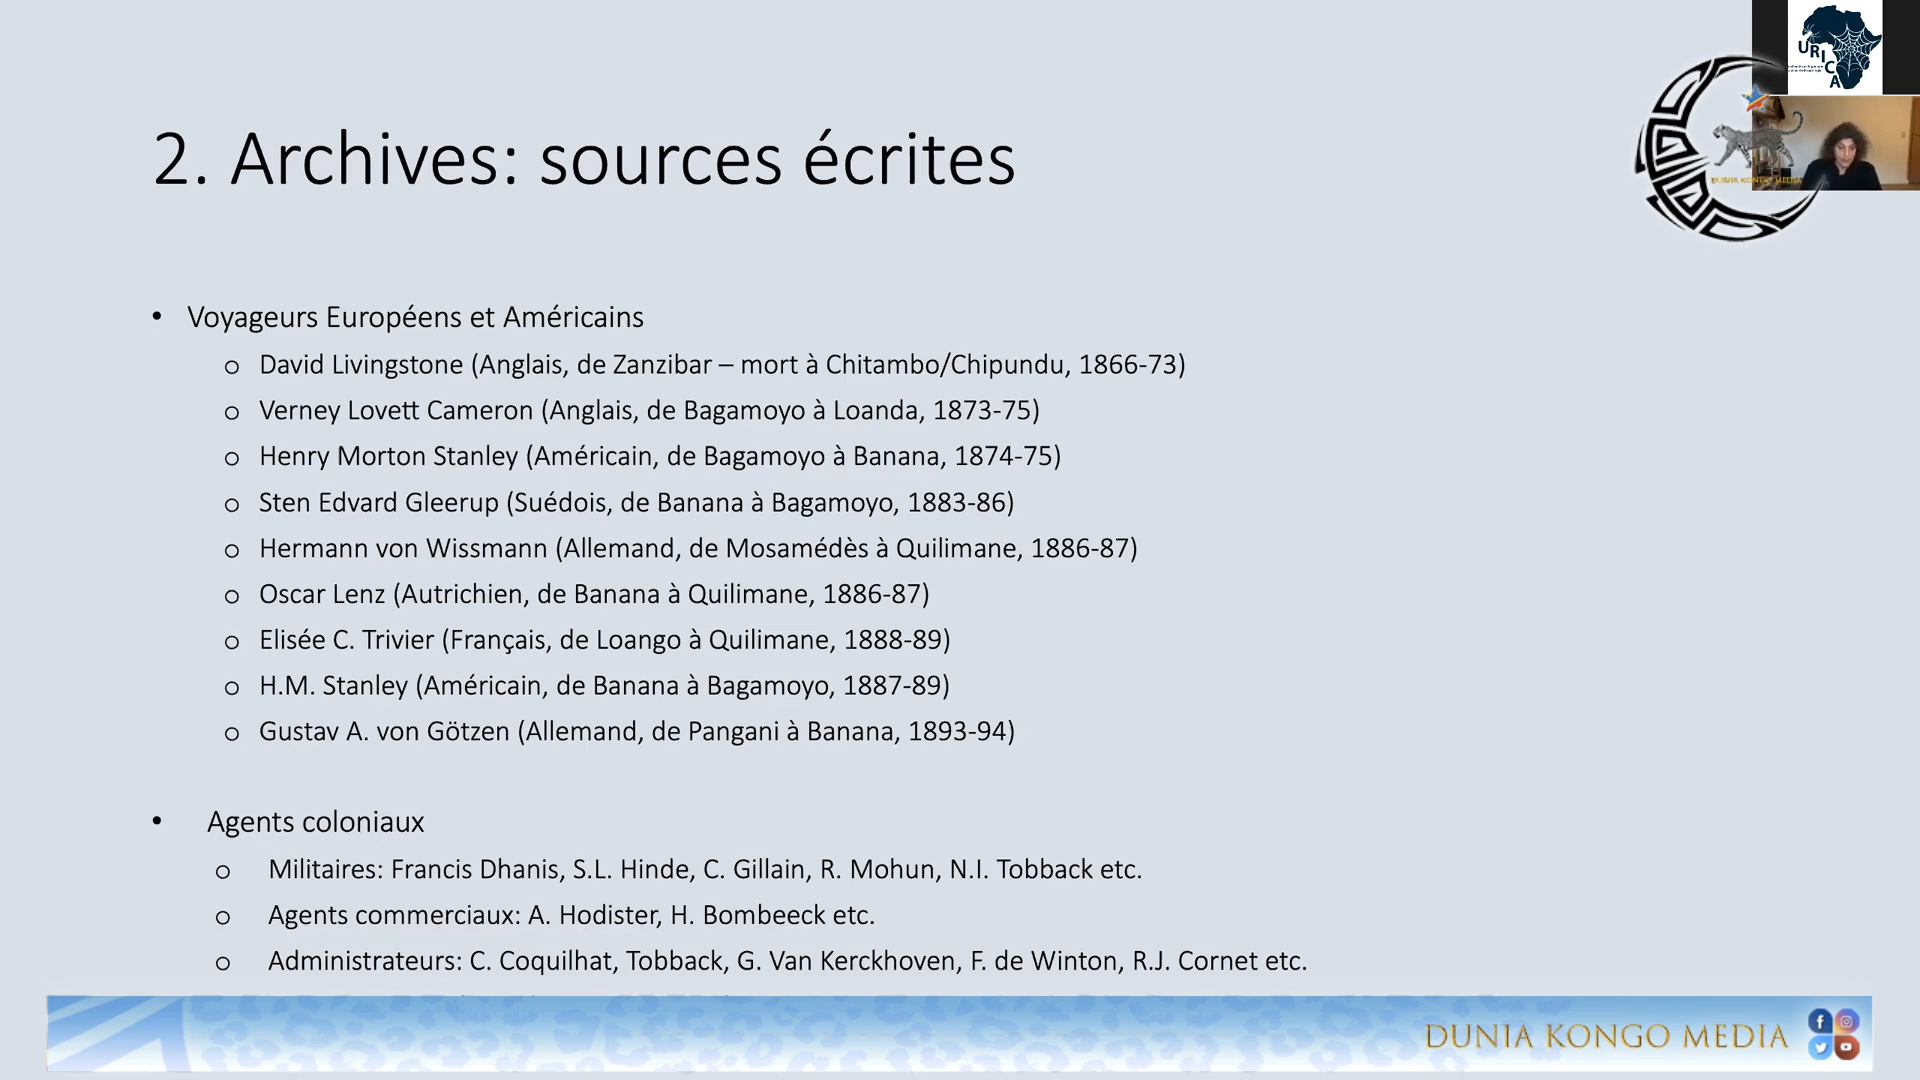 URICA
2. Archives: sources écrites
DUNIA KONGO MEDIA
• Voyageurs Européens et Américains
o David Livingstone (Anglais, de Zanzibar – mort à Chitambo/Chipundu, 1866-73)
o Verney Lovett Cameron (Anglais, de Bagamoyo à Loanda, 1873-75)
o Henry Morton Stanley (Américain, de Bagamoyo à Banana, 1874-75)
o Sten Edvard Gleerup (Suédois, de Banana à Bagamoyo, 1883-86)
o Hermann von Wissmann (Allemand, de Mosamédès à Quilimane, 1886-87)
o Oscar Lenz (Autrichien, de Banana à Quilimane, 1886-87)
o Elisée C. Trivier (Français, de Loango à Quilimane, 1888-89)
o H.M. Stanley (Américain, de Banana à Bagamoyo, 1887-89)
o Gustav A. von Götzen (Allemand, de Pangani à Banana, 1893-94)
• Agents coloniaux
o Militaires: Francis Dhanis, S.L. Hinde, C. Gillain, R. Mohun, N.I. Tobback etc.
o Agents commerciaux: A. Hodister, H. Bombeeck etc.
o Administrateurs: C. Coquilhat, Tobback, G. Van Kerckhoven, F. de Winton, R.J. Cornet etc.
DUNIA KONGO MEDIA